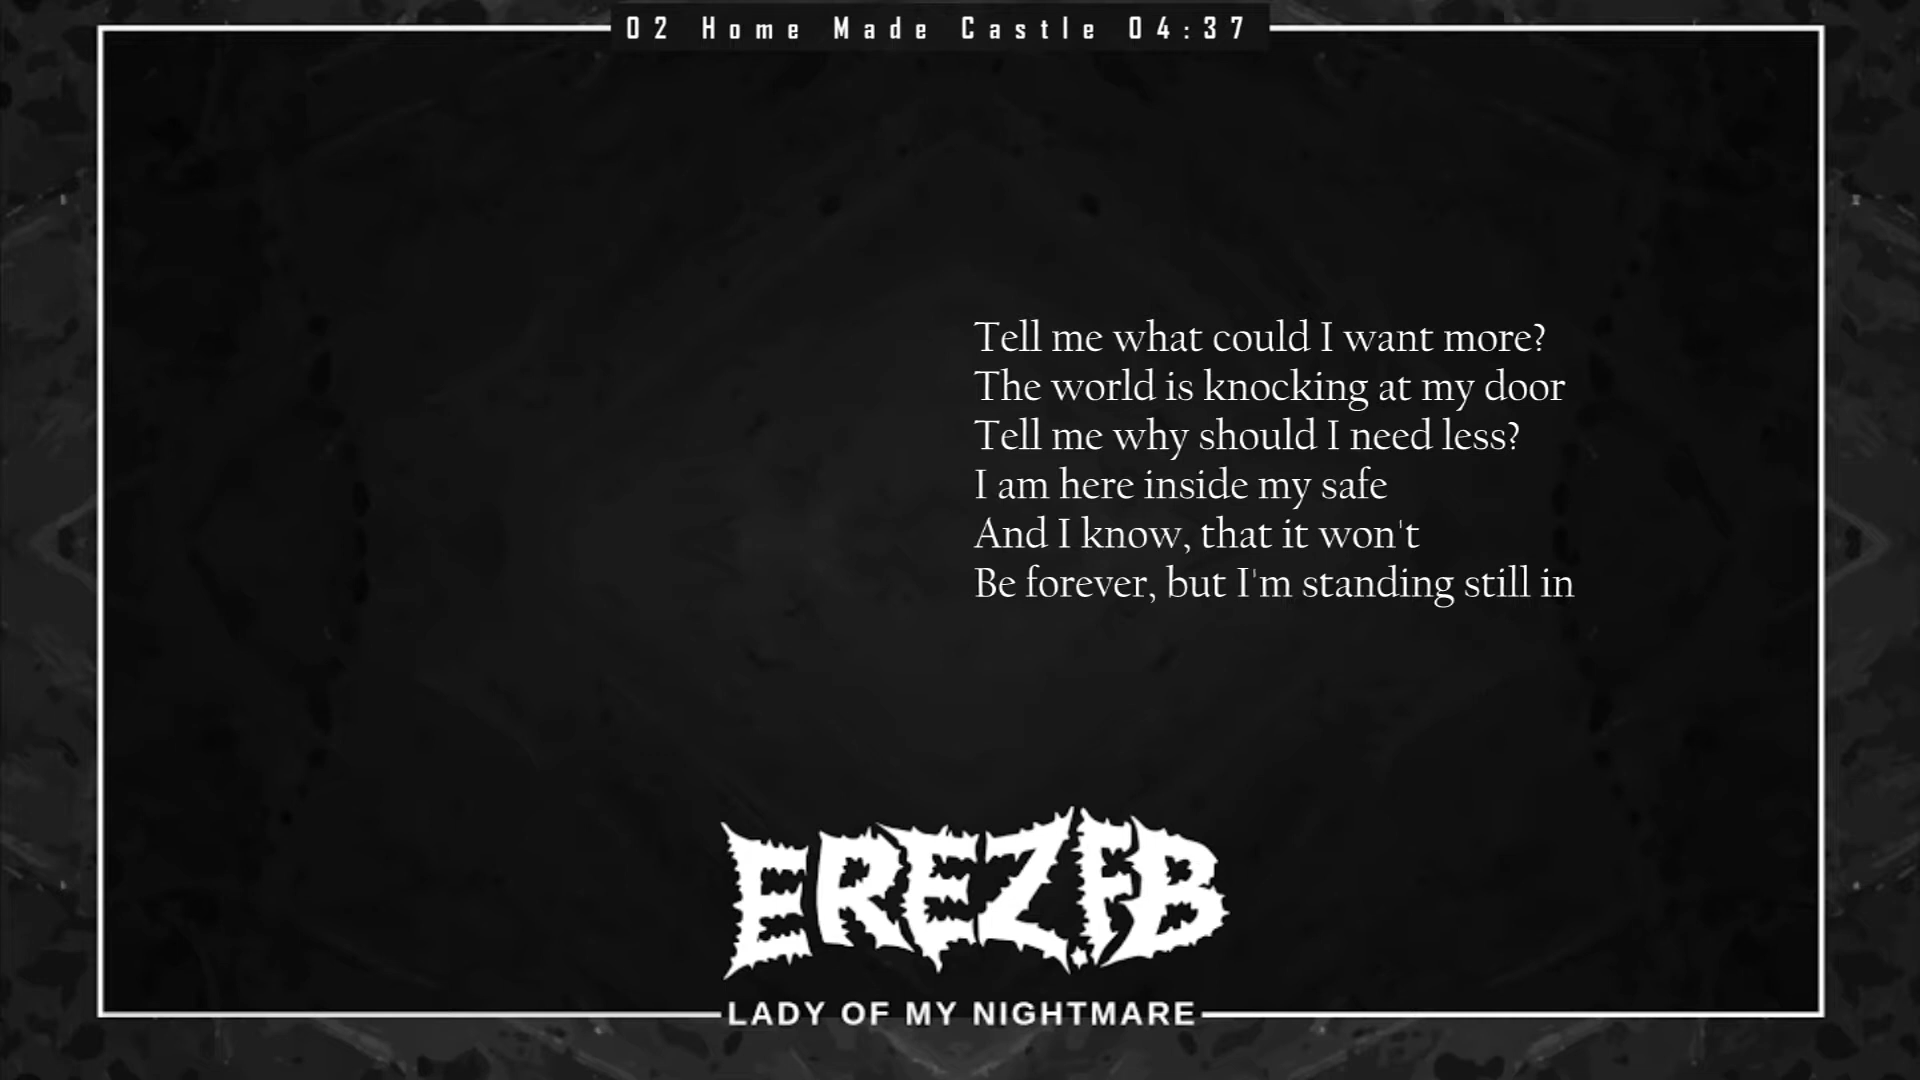 02 Home Made Castle 04:37
Tell me what could I want more?
The world is knocking at my door
Tell me why should I need less?
I am here inside my safe
And I know, that it won't
Be forever, but I'm standing still in
EREZ.FB
LADY OF MY NIGHTMARE